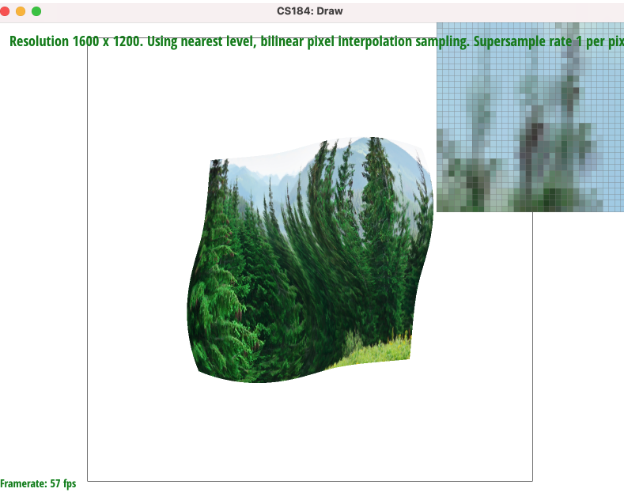 CS184: Draw
Resolution 1600 x 1200. Using nearest level, bilinear pixel interpolation sampling. Supersample rate 1 per pix
Framerate: 57 fps